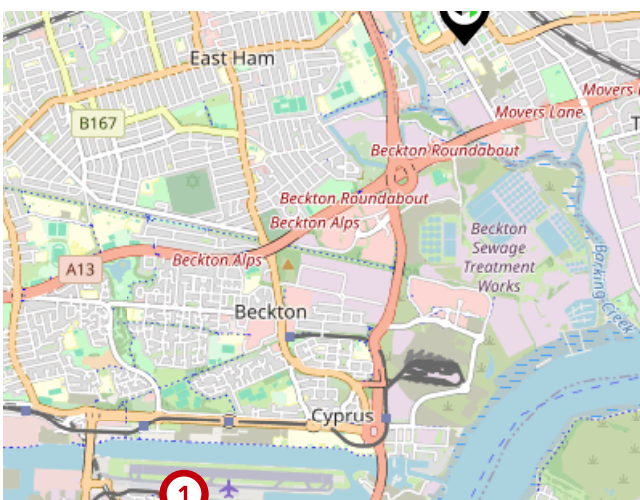 East Ham
Movers
B167
Movers Lane
T
Beckton Roundabout
Beckton Roundabout
Beckton Alps
Beckton
Sewage
Treatment
Works
Beckton Alps
A13
Barking Creek
Beckton
Cyprus
8
1